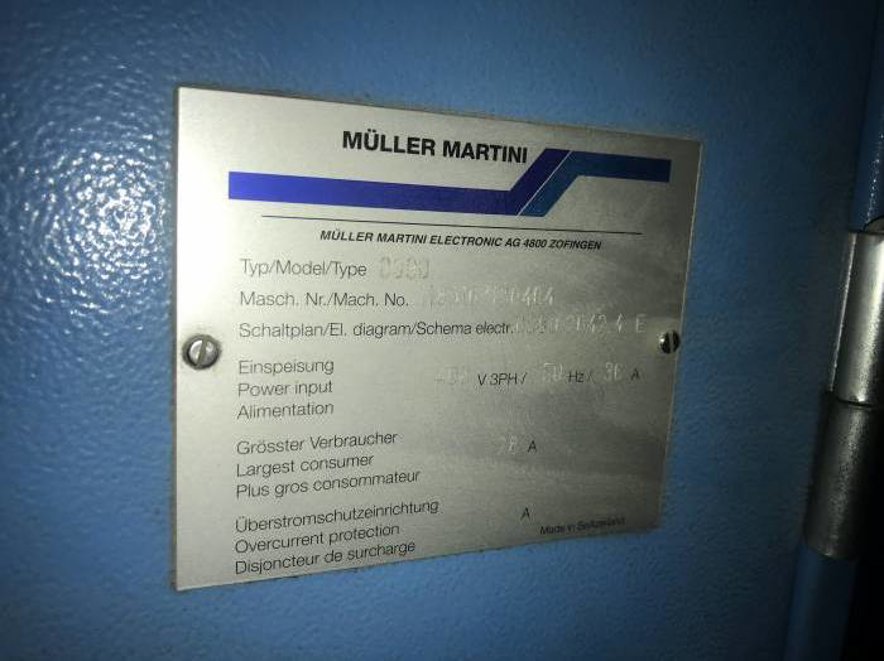 MÜLLER MARTINI
MÜLLER MARTINI ELECTRONIC AG 4800 ZOFINGEN
Typ/Model/Type
Masch. Nr./Mach. No.
Schaltplan/El. diagram/Schema electr.
Einspeisung
Power input V 3PH / 50 Hz / A
Alimentation
Grösster Verbraucher
Largest consumer A
Plus gros consommateur
Überstromschutzeinrichtung
Overcurrent protection A
Disjoncteur de surcharge
Made in Switzerland